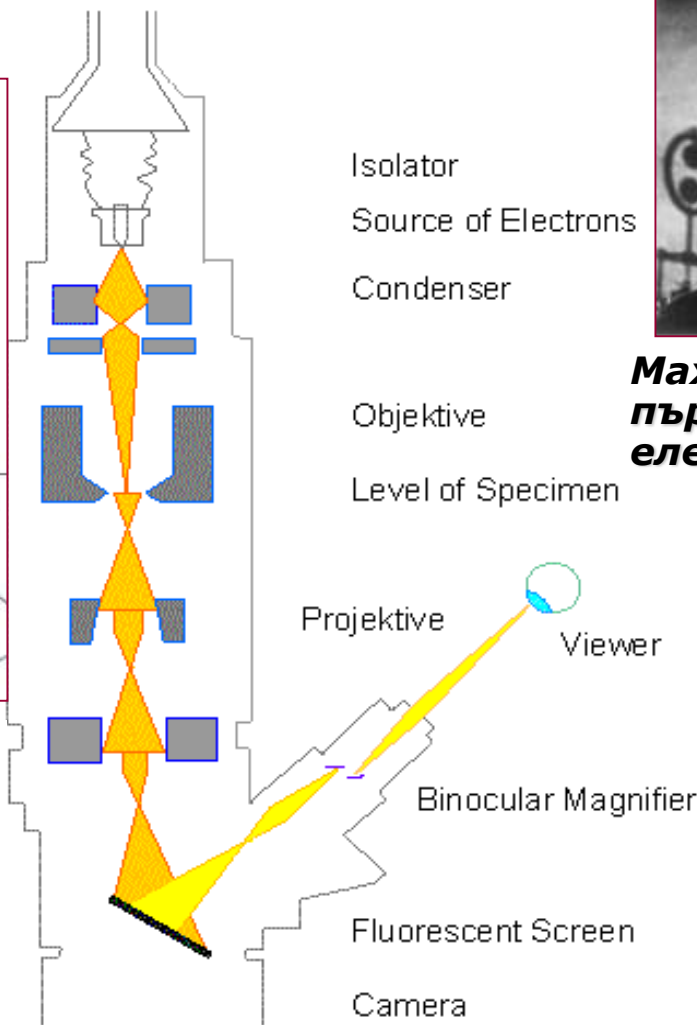 Isolator
Source of Electrons
Condenser
Objektive
Level of Specimen
Projektive
Viewer
Binocular Magnifier
Fluorescent Screen
Camera